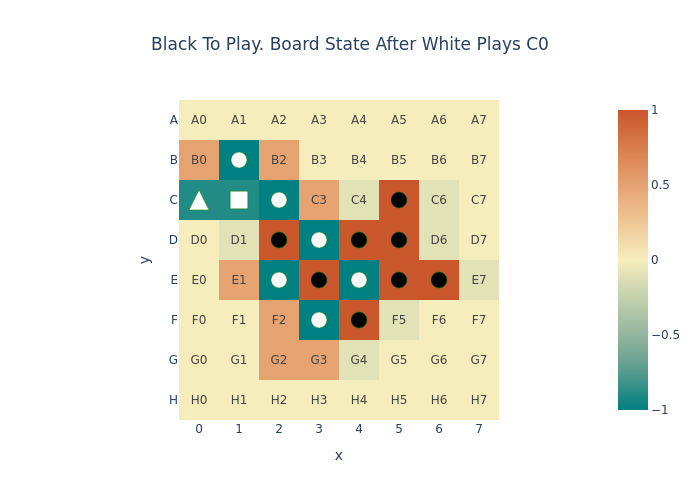 Black To Play. Board State After White Plays C0
A A0 A1 A2 A3 A4 A5 A6 A7 1
B B0 B2 B3 B4 B5 B6 B7 0.5
C C3 C4 C6 C7
D D0 D1 D6 D7 0
y
E E0 E1 E7
F F0 F1 F2 F5 F6 F7 −0.5
G G0 G1 G2 G3 G4 G5 G6 G7
H H0 H1 H2 H3 H4 H5 H6 H7 −1
0 1 2 3 4 5 6 7
x